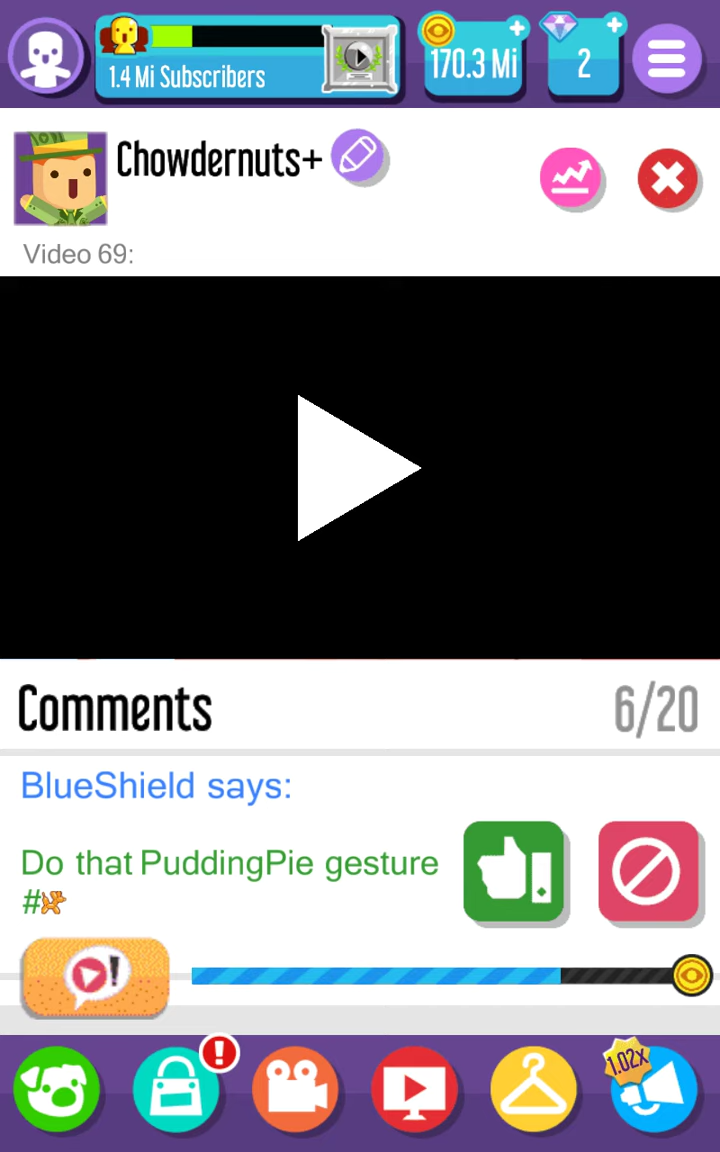 1.4 Mi Subscribers
170.3 Mi
2
Chowdernuts+
Video 69:
Comments
6/20
BlueShield says:
Do that PuddingPie gesture
#
!
!
1.02x